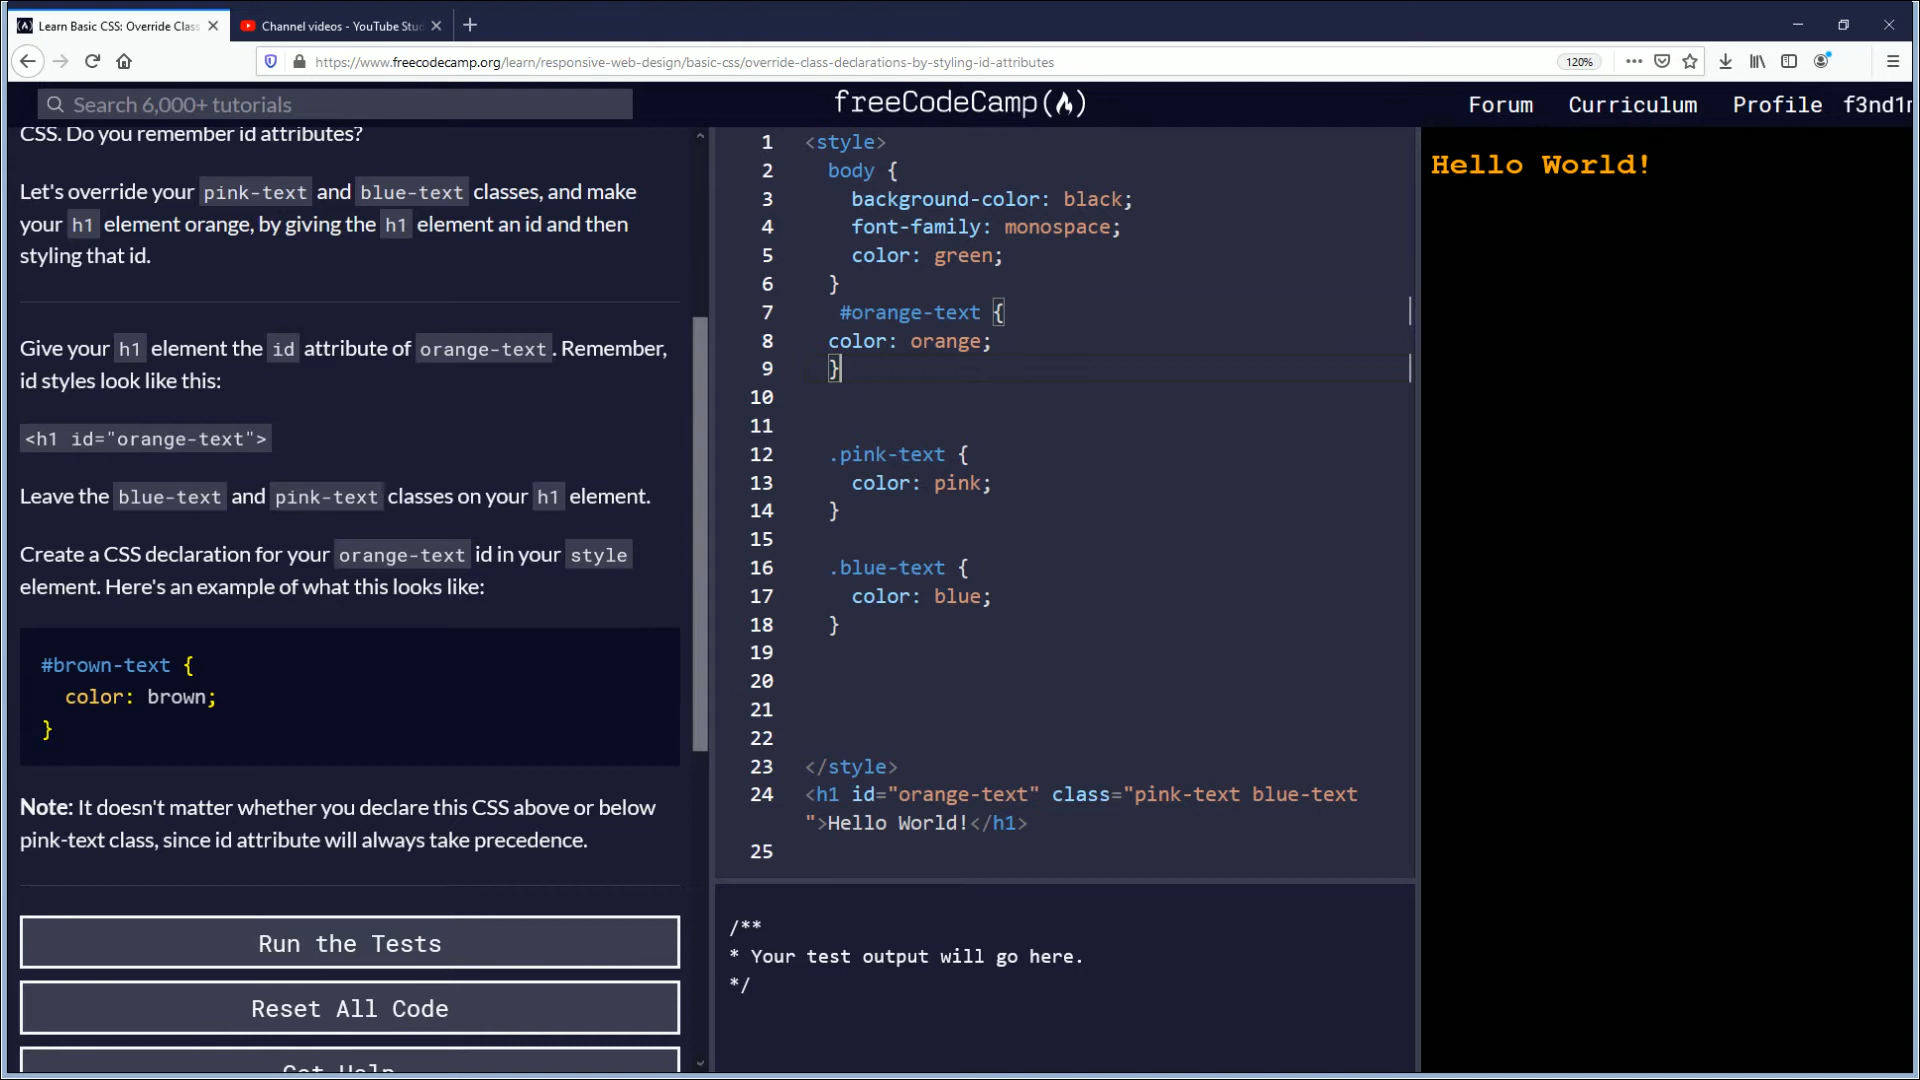 Learn Basic CSS: Override Clas
Channel videos - YouTube Stu
https://www.freecodecamp.org/learn/responsive-web-design/basic-css/override-class-declarations-by-styling-id-attributes
120%
Search 6,000+ tutorials
freeCodeCamp
Forum
Curriculum
Profile
CSS. Do you remember id attributes?
Let's override your pink-text and blue-text classes, and make
your h1 element orange, by giving the h1 element an id and then
styling that id.
Give your h1 element the id attribute of orange-text. Remember,
id styles look like this:
<h1 id="orange-text">
Leave the blue-text and pink-text classes on your h1 element.
Create a CSS declaration for your orange-text id in your style
element. Here's an example of what this looks like:
#brown-text {
color: brown;
}
Note: It doesn't matter whether you declare this CSS above or below
pink-text class, since id attribute will always take precedence.
Run the Tests
Reset All Code
Get Help
1 <style>
2 body {
3 background-color: black;
4 font-family: monospace;
5 color: green;
6 }
7 #orange-text {
8 color: orange;
9 }
10
11
12 .pink-text {
13 color: pink;
14 }
15
16 .blue-text {
17 color: blue;
18 }
19
20
21
22
23 </style>
24 <h1 id="orange-text" class="pink-text blue-text
">Hello World!</h1>
25
/**
* Your test output will go here.
*/
Hello World!